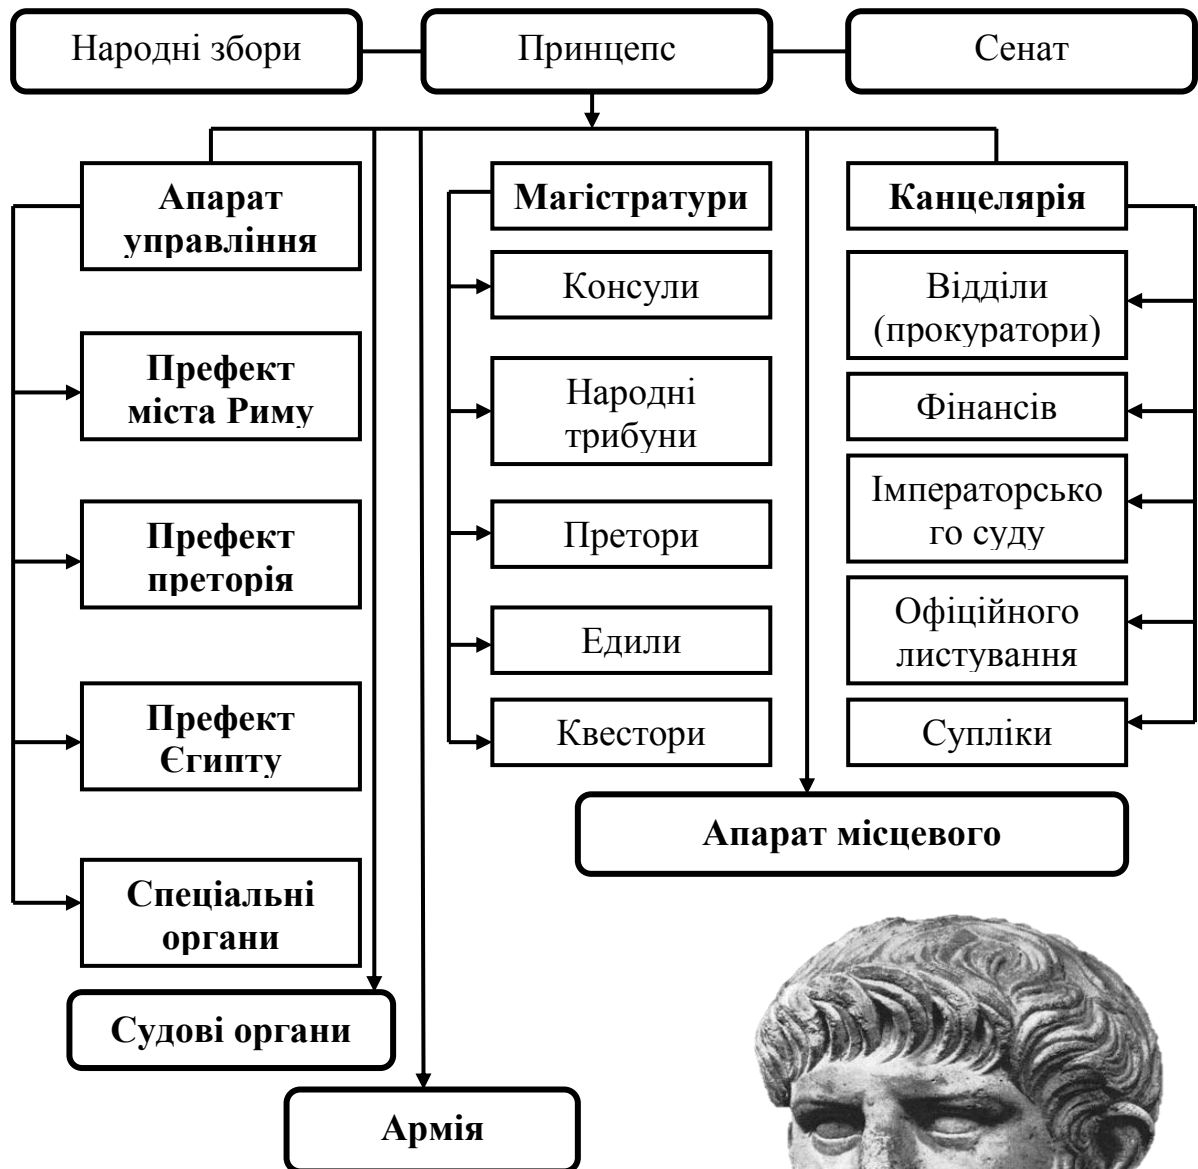 Народні збори
Принцепс
Сенат
Апарат
управління
Префект
міста Риму
Префект
преторія
Префект
Єгипту
Спеціальні
органи
Магістратури
Консули
Народні
трибуни
Претори
Едили
Квестори
Канцелярія
Відділи
(прокуратори)
Фінансів
Імператорсько
го суду
Офіційного
листування
Супліки
Апарат місцевого
Судові органи
Армія